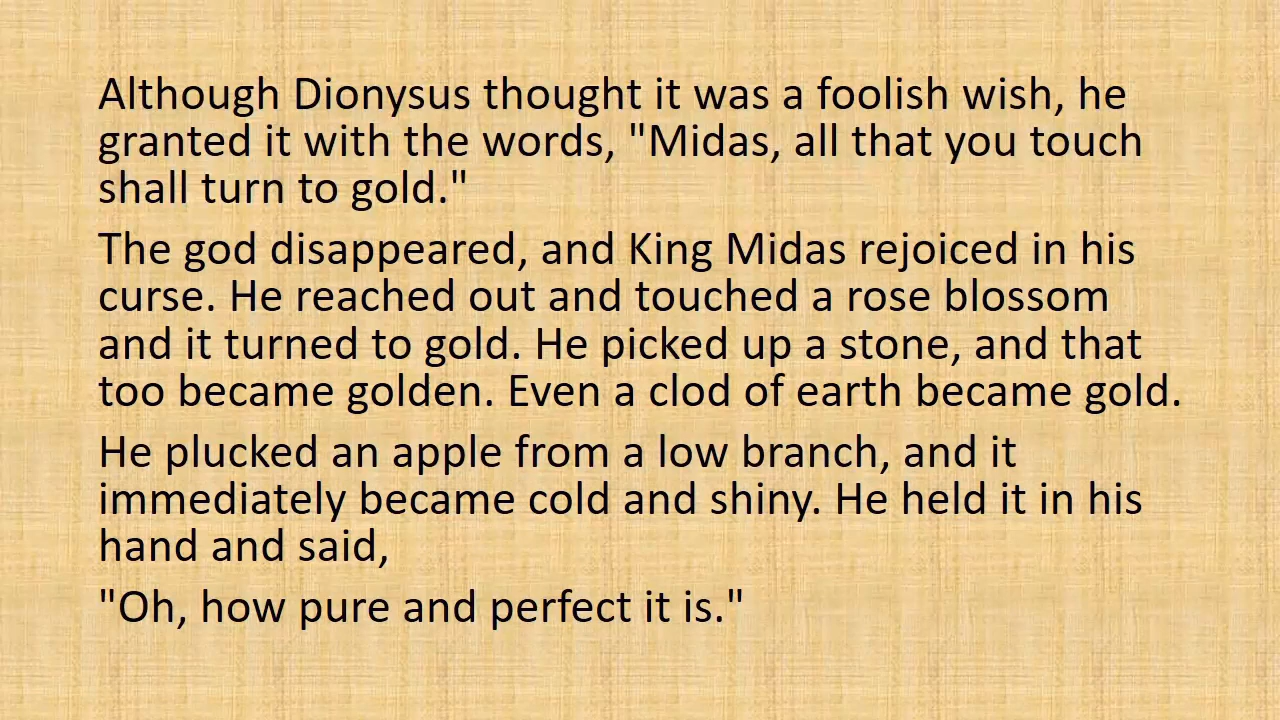 Although Dionysus thought it was a foolish wish, he
granted it with the words, "Midas, all that you touch
shall turn to gold."
The god disappeared, and King Midas rejoiced in his
curse. He reached out and touched a rose blossom
and it turned to gold. He picked up a stone, and that
too became golden. Even a clod of earth became gold.
He plucked an apple from a low branch, and it
immediately became cold and shiny. He held it in his
hand and said,
"Oh, how pure and perfect it is."